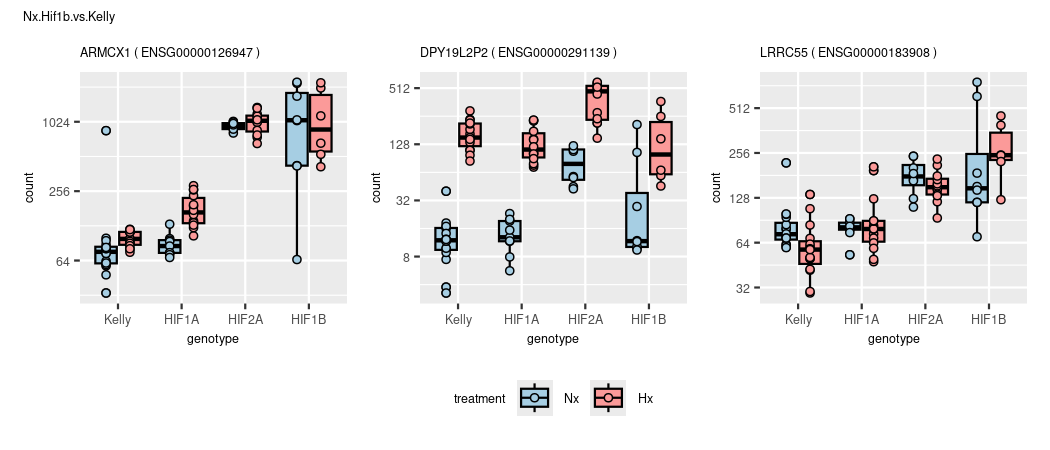 Nx.Hif1b.vs.Kelly
ARMCX1 ( ENSG00000126947 )
count
1024
256
64
Kelly HIF1A HIF2A HIF1B
genotype
DPY19L2P2 ( ENSG00000291139 )
count
512
128
32
8
Kelly HIF1A HIF2A HIF1B
genotype
LRRC55 ( ENSG00000183908 )
count
512
256
128
64
32
Kelly HIF1A HIF2A HIF1B
genotype
treatment Nx Hx